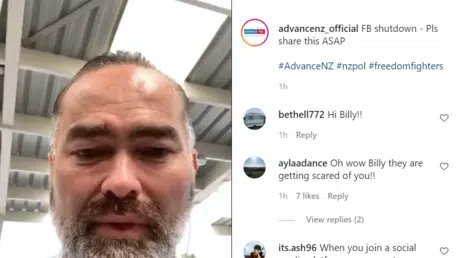 advancenz_official FB shutdown - Pls
share this ASAP
#AdvanceNZ #nzpol #freedomfighters
1h
bethell772 Hi Billy!!
1h Reply
aylaadance Oh wow Billy they are
getting scared of you!!
1h 7 likes Reply
View replies (2)
its.ash96 When you join a social